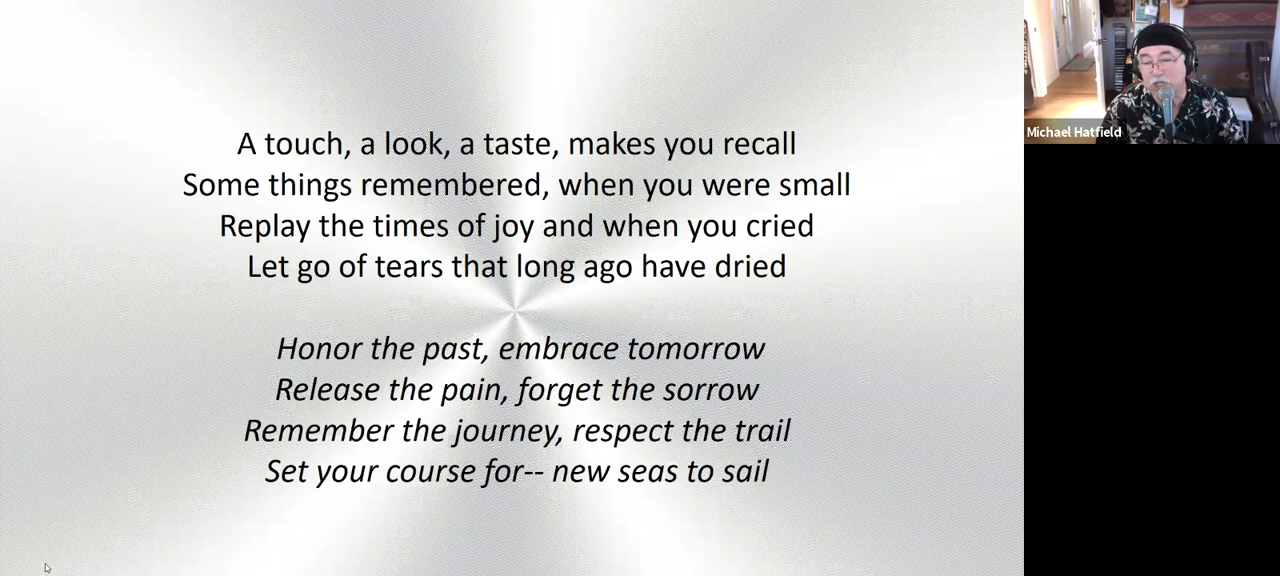 A touch, a look, a taste, makes you recall
Some things remembered, when you were small
Replay the times of joy and when you cried
Let go of tears that long ago have dried
Honor the past, embrace tomorrow
Release the pain, forget the sorrow
Remember the journey, respect the trail
Set your course for-- new seas to sail
Michael Hatfield